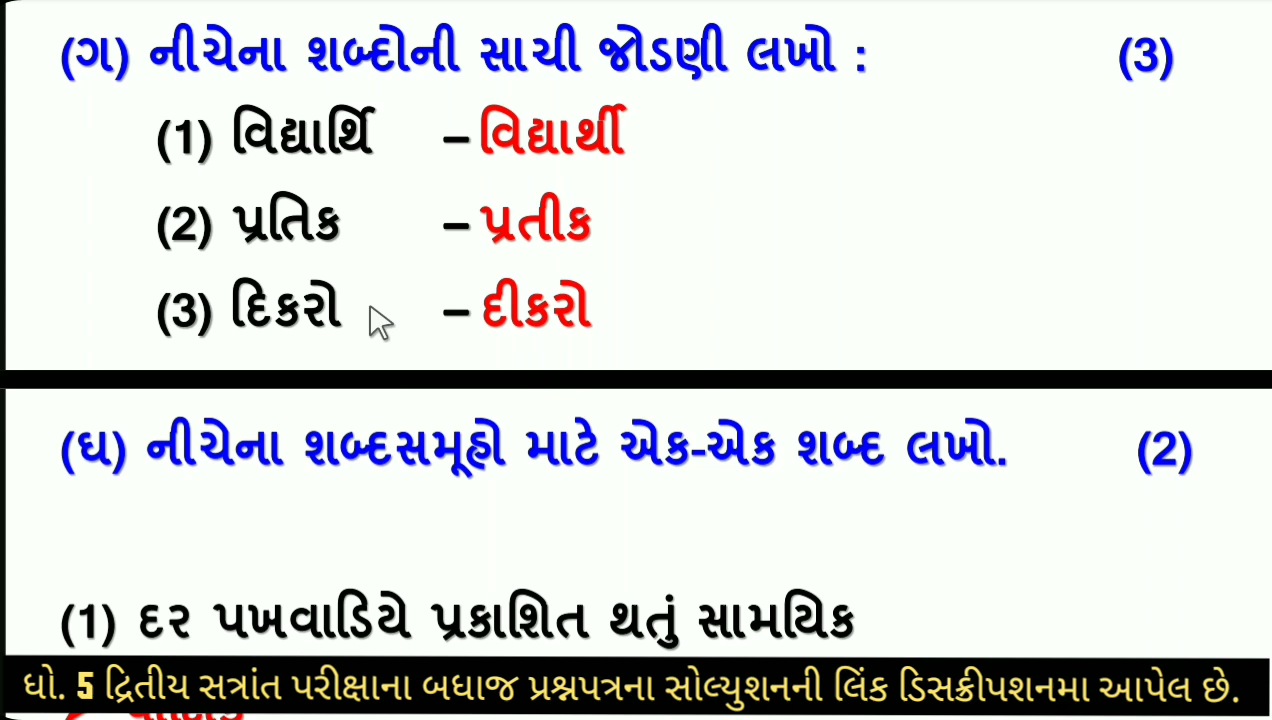 (ગ) નીચેના શબ્દોની સાચી જોડણી લખો : (3)
(1) વિદ્યાર્થિ – વિદ્યાર્થી
(2) પ્રતિક – પ્રતીક
(3) દિકરો – દીકરો
(ઘ) નીચેના શબ્દસમૂહો માટે એક-એક શબ્દ લખો. (2)
(1) દર પખવાડિયે પ્રકાશિત થતું સામયિક
ધો. 5 દ્રિતીય સત્રાંત પરીક્ષાના બધાજ પ્રશ્નપત્રના સોલ્યુશનની લિંક ડિસક્રીપશનમા આપેલ છે.